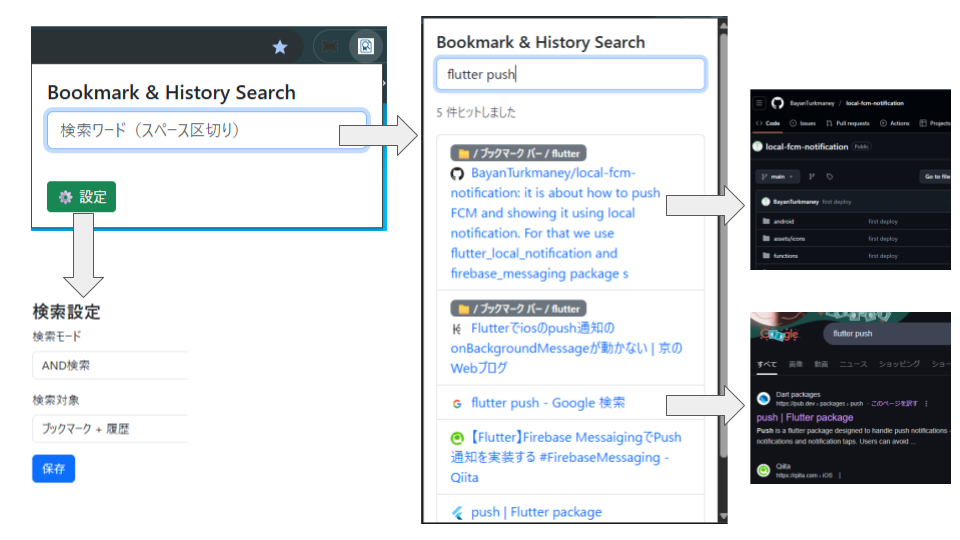 Bookmark & History Search
検索ワード（スペース区切り）
設定
検索設定
検索モード
AND検索
検索対象
ブックマーク + 履歴
保存
Bookmark & History Search
flutter push
5 件ヒットしました
/ ブックマーク バー / flutter
BayanTurkmaney/local-fcm-
notification: it is about how to push
FCM and showing it using local
notification. For that we use
flutter_local_notification and
firebase_messaging package s
/ ブックマーク バー / flutter
Flutterでiosのpush通知の
onBackgroundMessageが動かない | 京の
Webブログ
flutter push - Google 検索
【Flutter】Firebase MessaigingでPush
通知を実装する #FirebaseMessaging -
Qiita
push | Flutter package
BayanTurkmaney / local-fcm-notification
Code Issues Pull requests Actions Projects
local-fcm-notification Public
main Go to file
BayanTurkmaney first deploy
android first deploy
assets/icons first deploy
functions first deploy
flutter push
すべて 画像 動画 ニュース ショッピング ショー
Dart packages
https://pub.dev › packages › push · このページを訳す
push | Flutter package
Push is a flutter package designed to handle push notifications -
notifications and notification taps. Users can avoid ...
Qiita
https://qiita.com › iOS